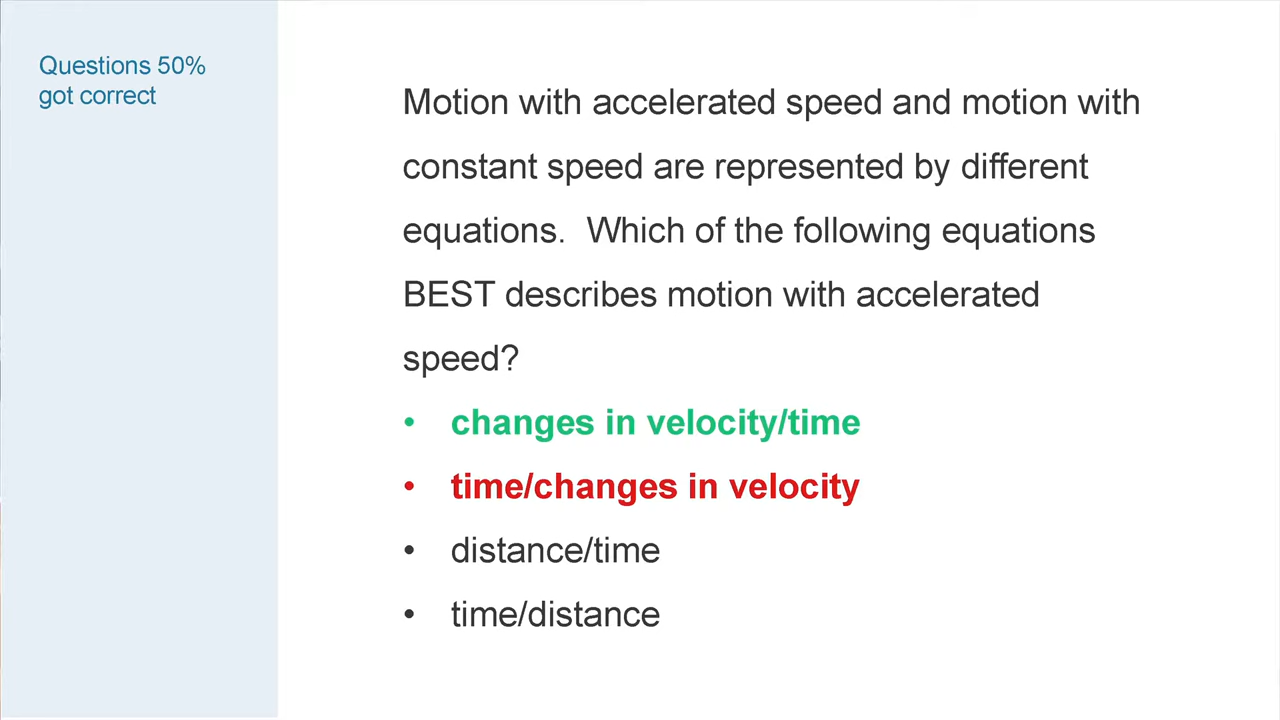 Questions 50%
got correct
Motion with accelerated speed and motion with
constant speed are represented by different
equations.  Which of the following equations
BEST describes motion with accelerated
speed?
• changes in velocity/time
• time/changes in velocity
• distance/time
• time/distance